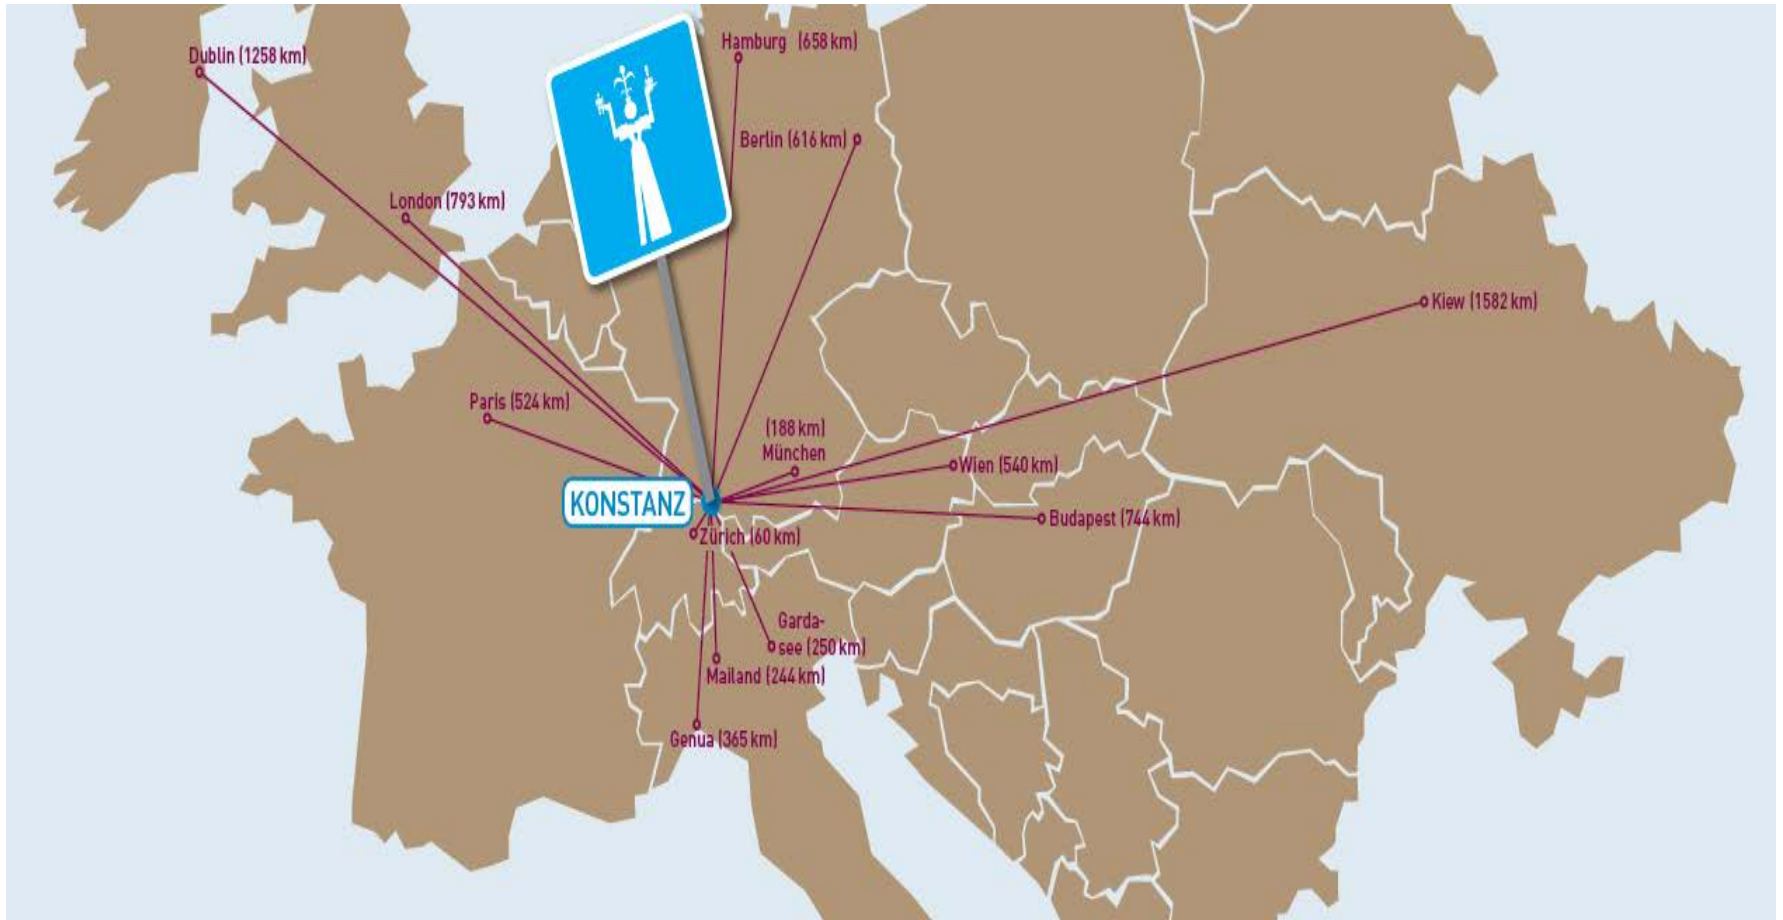 Hamburg (658 km)
Dublin (1258 km)
Berlin (616 km)
London (793 km)
Kiew (1582 km)
Paris (524 km)
(188 km)
München
Wien (540 km)
KONSTANZ
Budapest (744 km)
Zürich (60 km)
Garda-
see (250 km)
Mailand (244 km)
Genua (365 km)